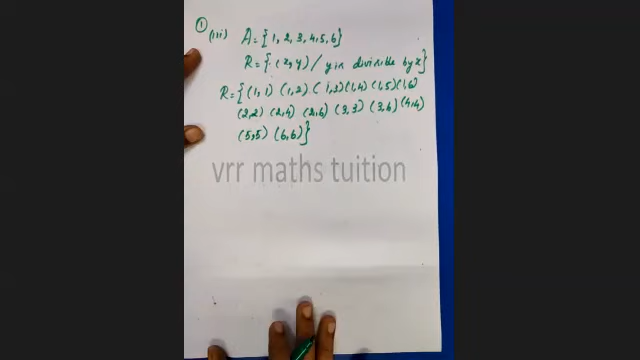 ①
(iii) A = {1, 2, 3, 4, 5, 6}
R = {(x, y) / y is divisible by x}
R = {(1, 1) (1, 2) (1, 3) (1, 4) (1, 5) (1, 6)
(2, 2) (2, 4) (2, 6) (3, 3) (3, 6) (4, 4)
(5, 5) (6, 6)}
vrr maths tuition